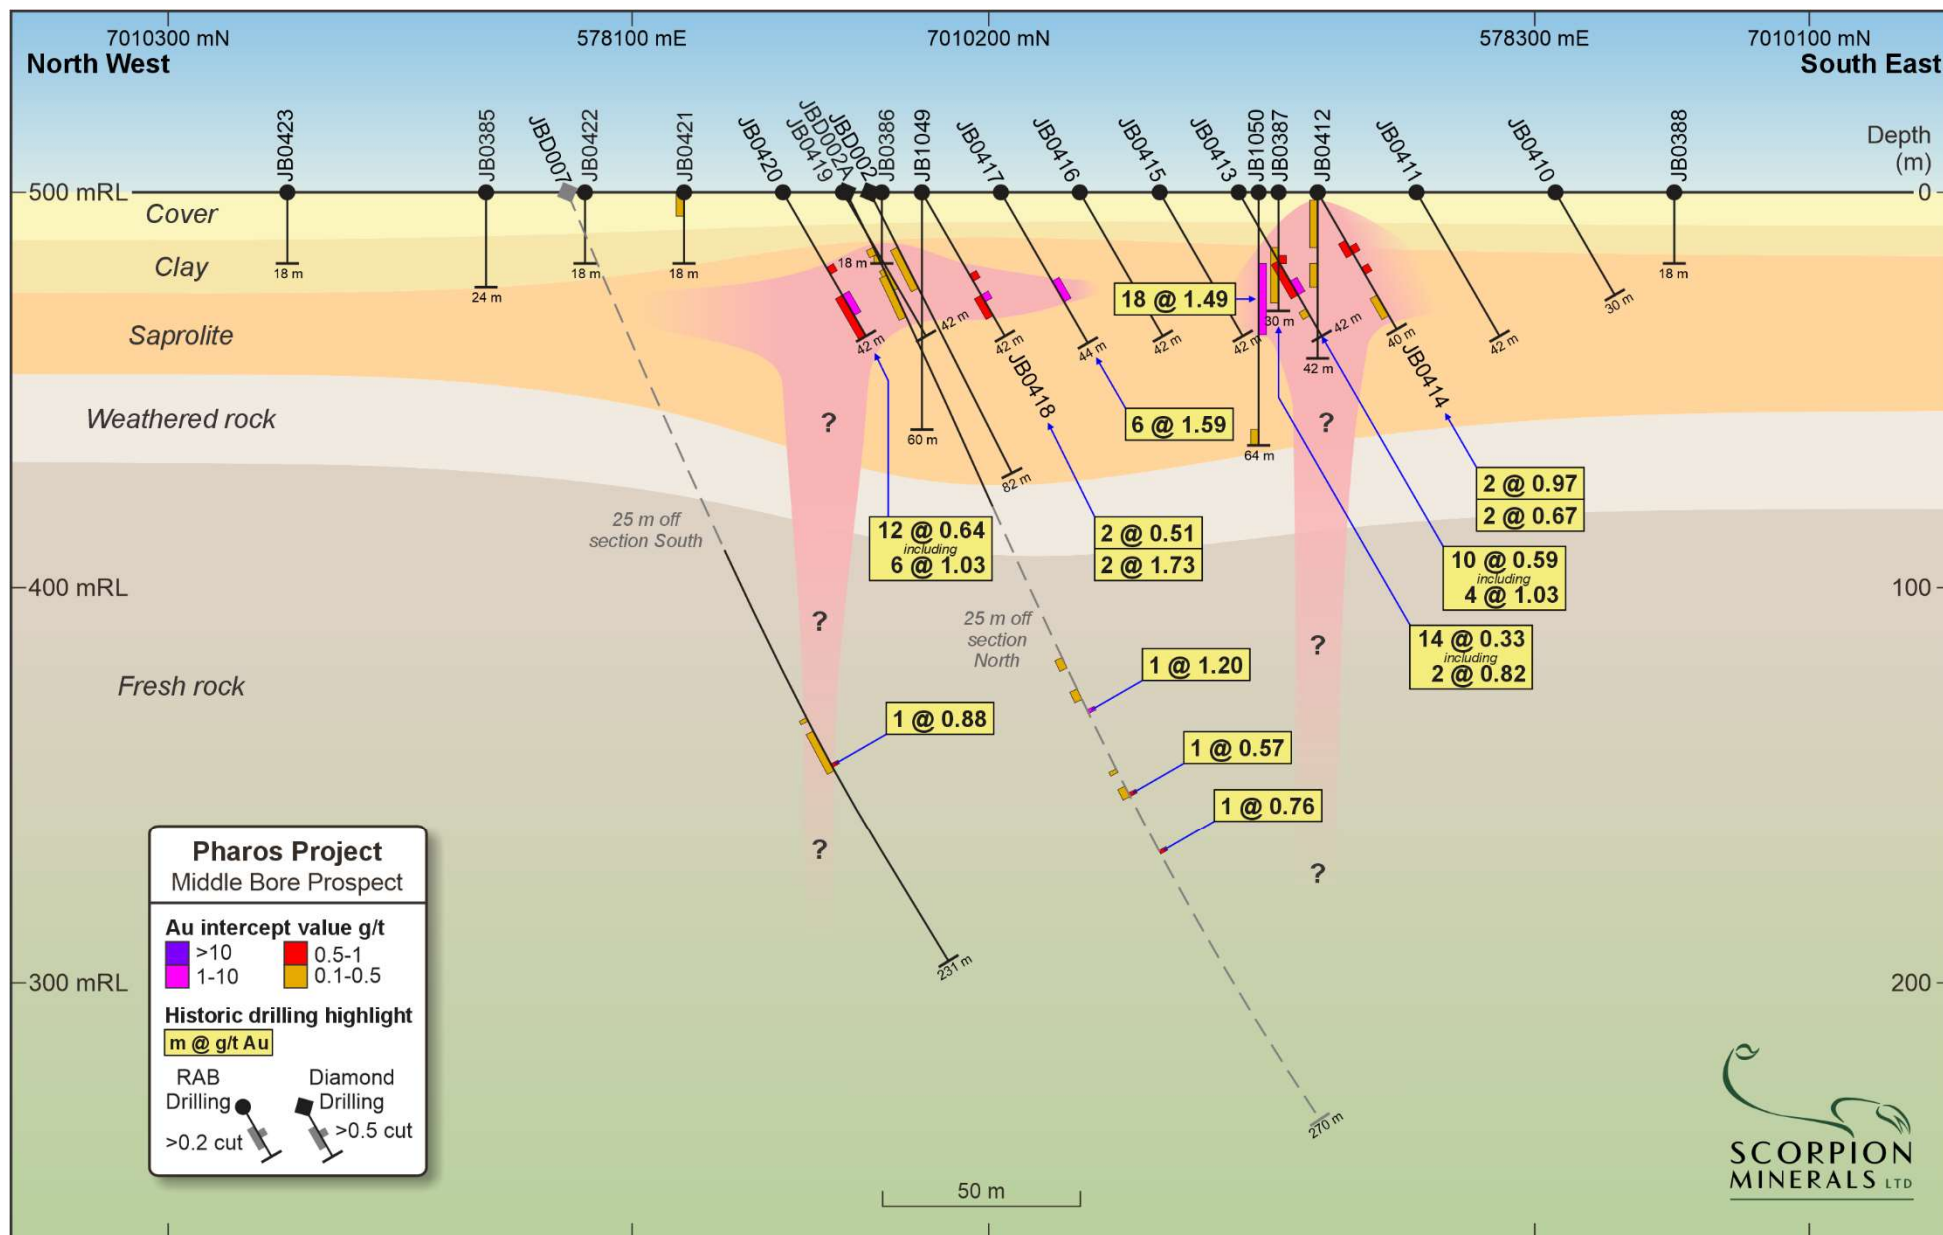 7010300 mN
578100 mE
7010200 mN
578300 mE
7010100 mN
North West
South East
JB0423
JB0385
JBD007
JB0422
JB0421
JB0420
JB0419
JBD002A
JBD002
JB0386
JB1049
JB0417
JB0416
JB0415
JB0413
JB1050
JB0387
JB0412
JB0411
JB0410
JB0388
Depth
(m)
500 mRL
0
Cover
Clay
Saprolite
Weathered rock
Fresh rock
400 mRL
100
300 mRL
200
18 m
24 m
18 m
18 m
42 m
18 m
42 m
60 m
82 m
42 m
44 m
42 m
42 m
64 m
30 m
42 m
42 m
40 m
42 m
30 m
18 m
JB0418
JB0414
18 @ 1.49
6 @ 1.59
12 @ 0.64
including
6 @ 1.03
2 @ 0.51
2 @ 1.73
2 @ 0.97
2 @ 0.67
10 @ 0.59
including
4 @ 1.03
14 @ 0.33
including
2 @ 0.82
?
?
?
?
?
?
25 m off
section South
25 m off
section
North
1 @ 1.20
1 @ 0.88
1 @ 0.57
1 @ 0.76
231 m
270 m
Pharos Project
Middle Bore Prospect
Au intercept value g/t
>10
0.5-1
1-10
0.1-0.5
Historic drilling highlight
m @ g/t Au
RAB
Drilling
Diamond
Drilling
>0.2 cut
>0.5 cut
50 m
SCORPION
MINERALS LTD